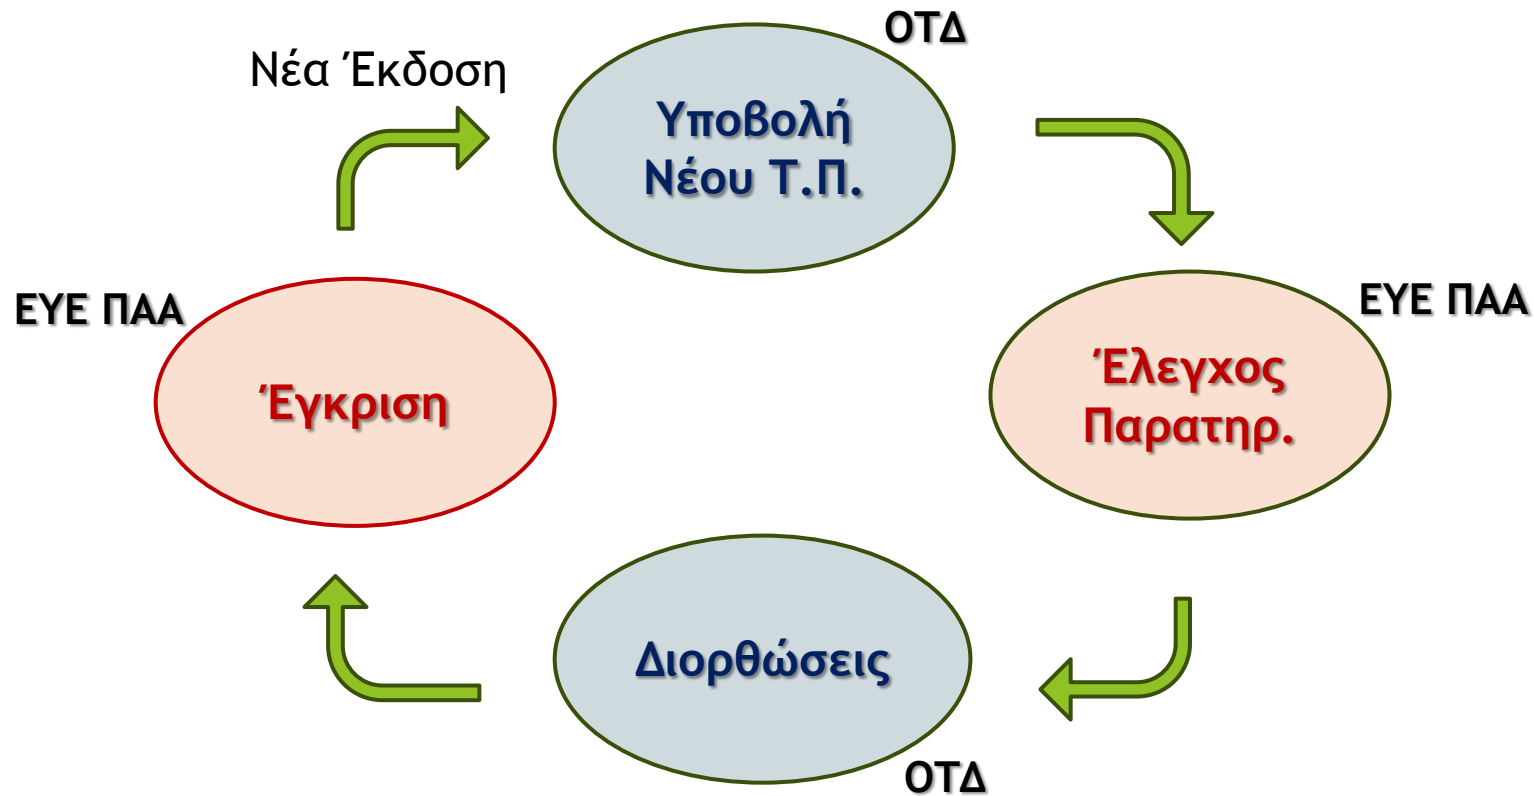 ΟΤΔ
Νέα Έκδοση
Υποβολή
Νέου Τ.Π.
ΕΥΕ ΠΑΑ
ΕΥΕ ΠΑΑ
Έλεγχος
Παρατηρ.
Έγκριση
Διορθώσεις
ΟΤΔ